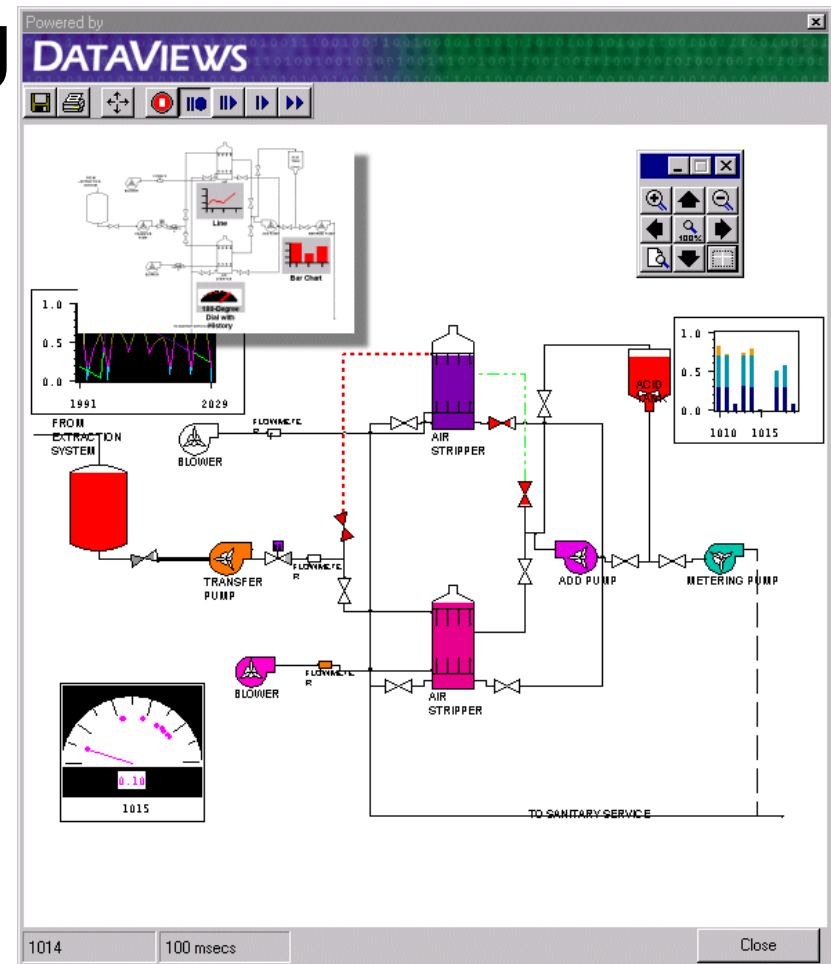 Powered by
DATAVIEWS
Line
Bar Chart
180-Degree
Dial with
History
100%
1.0
0.5
0.0
1991 2029
1.0
0.5
0.0
1010 1015
ACID
TANK
FROM
EXTRACTION
SYSTEM
FLOWMETE
R
BLOWER
AIR
STRIPPER
TRANSFER
PUMP
FLOWMETE
R
ADD PUMP
METERING PUMP
BLOWER
FLOWMETE
R
AIR
STRIPPER
0.10
1015
TO SANITARY SERVICE
1014
100 msecs
Close